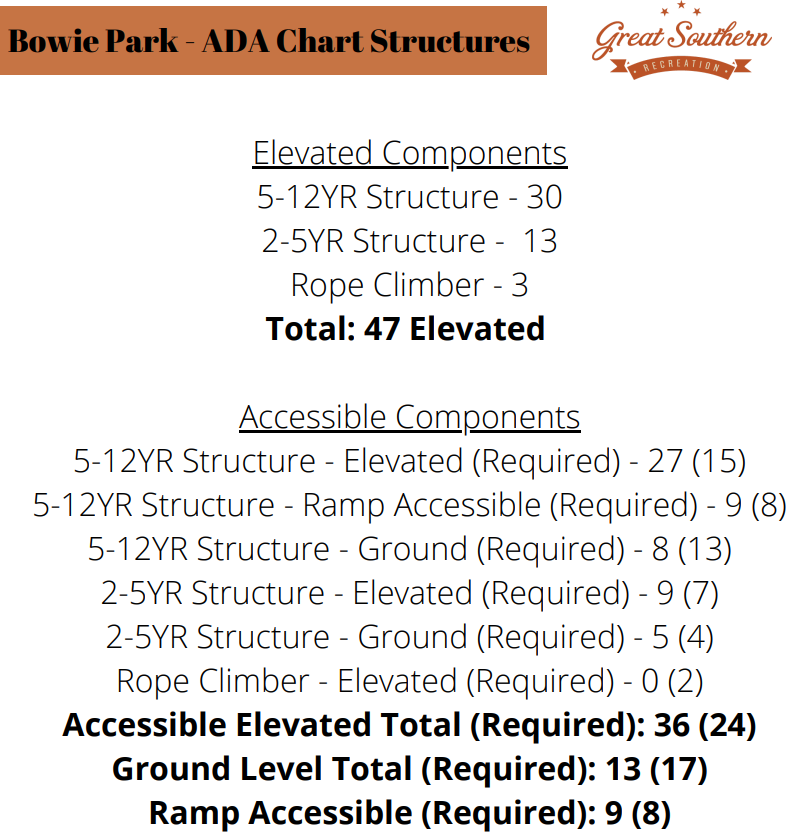 Bowie Park - ADA Chart Structures
Great Southern
RECREATION
Elevated Components
5-12YR Structure - 30
2-5YR Structure - 13
Rope Climber - 3
Total: 47 Elevated
Accessible Components
5-12YR Structure - Elevated (Required) - 27 (15)
5-12YR Structure - Ramp Accessible (Required) - 9 (8)
5-12YR Structure - Ground (Required) - 8 (13)
2-5YR Structure - Elevated (Required) - 9 (7)
2-5YR Structure - Ground (Required) - 5 (4)
Rope Climber - Elevated (Required) - 0 (2)
Accessible Elevated Total (Required): 36 (24)
Ground Level Total (Required): 13 (17)
Ramp Accessible (Required): 9 (8)